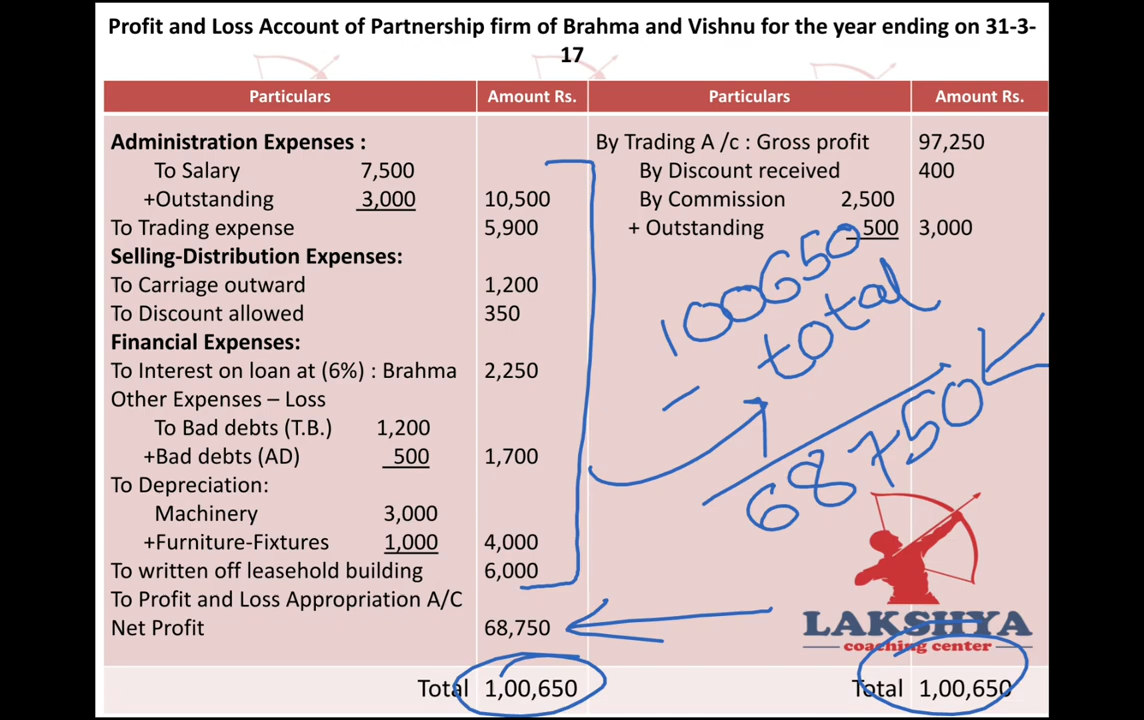 Profit and Loss Account of Partnership firm of Brahma and Vishnu for the year ending on 31-3-
17
Particulars Amount Rs. Particulars Amount Rs.
Administration Expenses : By Trading A /c : Gross profit 97,250
To Salary 7,500 By Discount received 400
+Outstanding 3,000 10,500 By Commission 2,500
To Trading expense 5,900 + Outstanding 500 3,000
Selling-Distribution Expenses:
To Carriage outward 1,200
To Discount allowed 350
Financial Expenses:
To Interest on loan at (6%) : Brahma 2,250
Other Expenses – Loss
To Bad debts (T.B.) 1,200
+Bad debts (AD) 500 1,700
To Depreciation:
Machinery 3,000
+Furniture-Fixtures 1,000 4,000
To written off leasehold building 6,000
To Profit and Loss Appropriation A/C
Net Profit 68,750
Total 1,00,650 Total 1,00,650
100650
- total
68750
LAKSHYA
coaching center